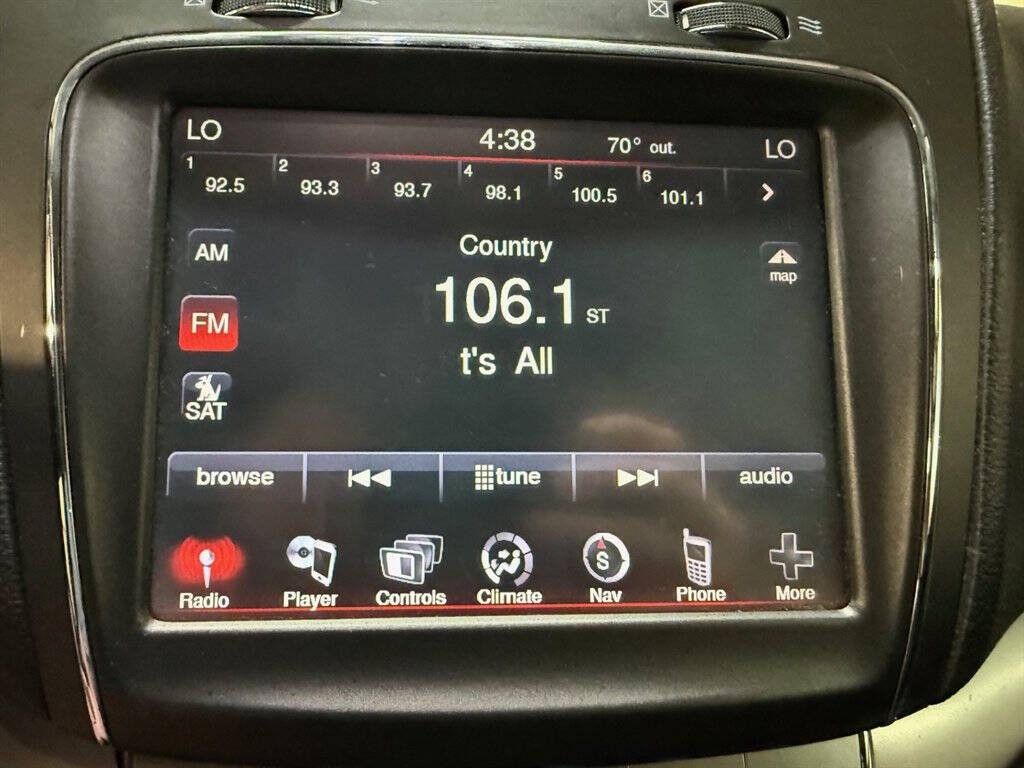 LO 4:38 70° out. LO
1 92.5 2 93.3 3 93.7 4 98.1 5 100.5 6 101.1
AM Country map
FM 106.1 ST
t's All
SAT
browse tune audio
S
Radio Player Controls Climate Nav Phone More